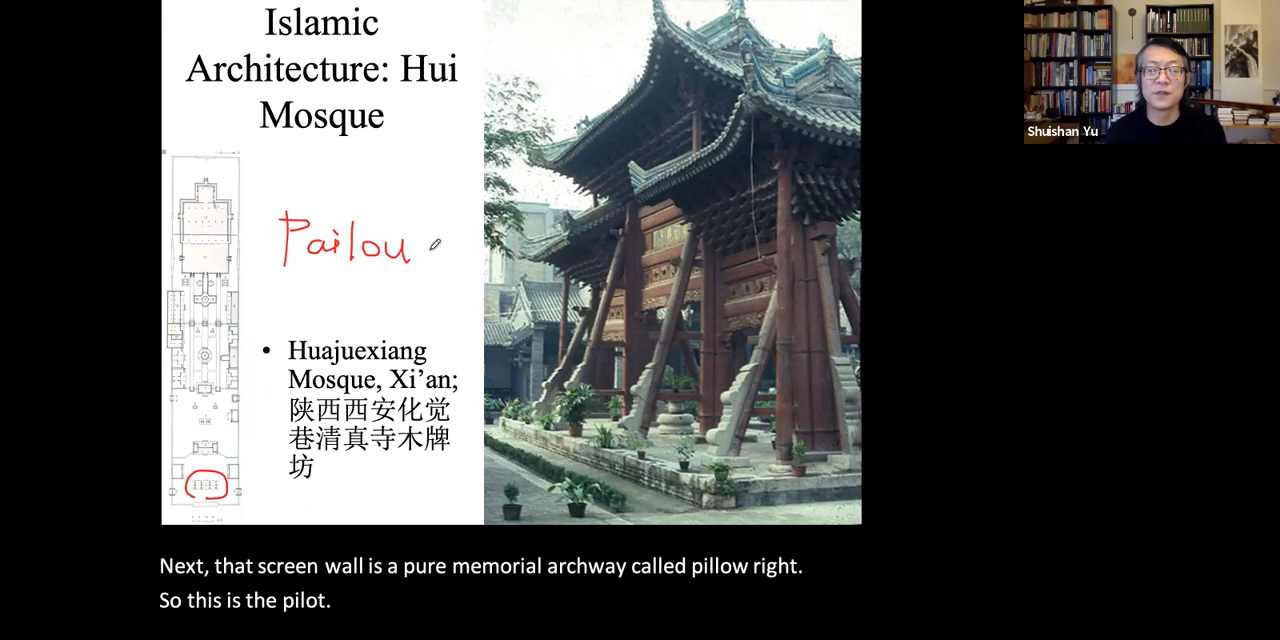 Islamic
Architecture: Hui
Mosque
Pailou
• Huajuexiang
Mosque, Xi’an;
陕西西安化觉
巷清真寺木牌
坊
Shuishan Yu
Next, that screen wall is a pure memorial archway called pillow right.
So this is the pilot.